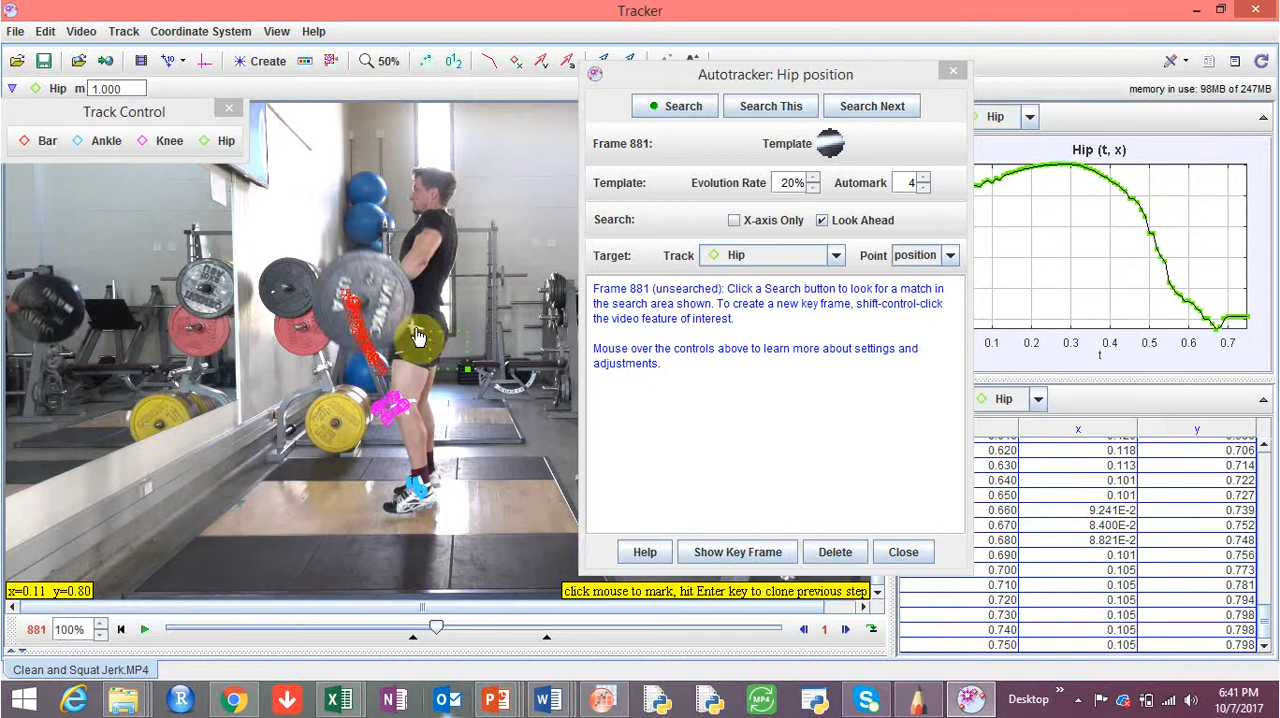 Tracker
File Edit Video Track Coordinate System View Help
Create 50%
Hip m 1.000
memory in use: 98MB of 247MB
Track Control
Bar Ankle Knee Hip
Autotracker: Hip position
Search Search This Search Next
Frame 881: Template
Template: Evolution Rate 20% Automark 4
Search: X-axis Only Look Ahead
Target: Track Hip Point position
Frame 881 (unsearched): Click a Search button to look for a match in
the search area shown. To create a new key frame, shift-control-click
the video feature of interest.
Mouse over the controls above to learn more about settings and
adjustments.
Help Show Key Frame Delete Close
Hip
Hip (t, x)
0.1 0.2 0.3 0.4 0.5 0.6 0.7
t
Hip
x y
0.620 0.118 0.706
0.630 0.113 0.714
0.640 0.101 0.722
0.650 0.101 0.727
0.660 9.241E-2 0.739
0.670 8.400E-2 0.752
0.680 8.821E-2 0.748
0.690 0.101 0.756
0.700 0.105 0.773
0.710 0.105 0.781
0.720 0.105 0.794
0.730 0.105 0.798
0.740 0.105 0.798
0.750 0.105 0.798
x=0.11 y=0.80
click mouse to mark, hit Enter key to clone previous step
881 100% 1
Clean and Squat Jerk.MP4
Desktop
6:41 PM
10/7/2017